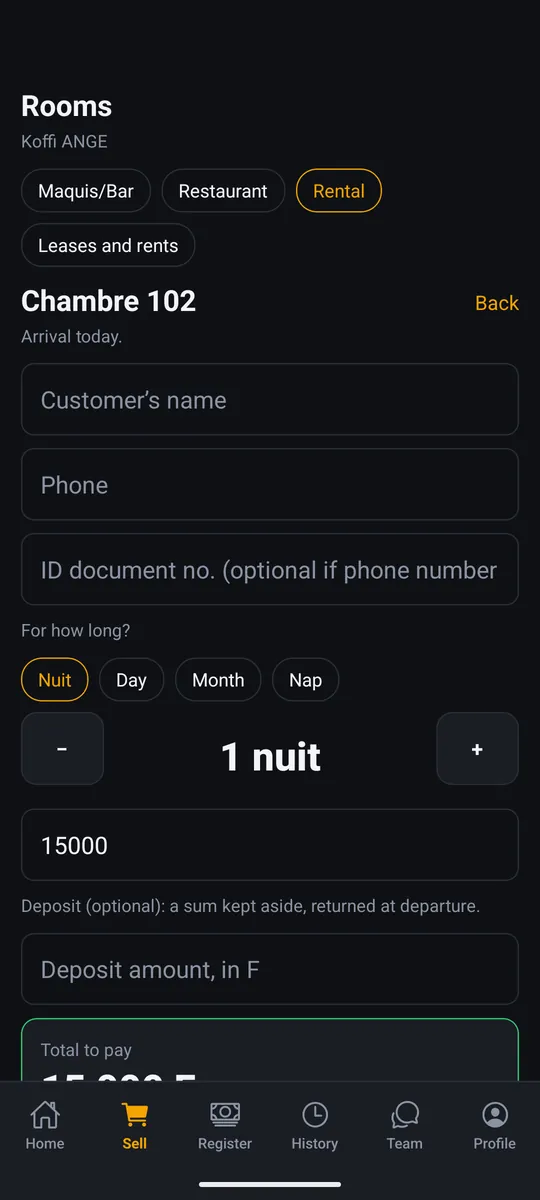 Rooms
Koffi ANGE
Maquis/Bar Restaurant Rental
Leases and rents
Chambre 102 Back
Arrival today.
Customer’s name
Phone
ID document no. (optional if phone number
For how long?
Nuit Day Month Nap
− 1 nuit +
15000
Deposit (optional): a sum kept aside, returned at departure.
Deposit amount, in F
Total to pay
15 000 F
Home Sell Register History Team Profile